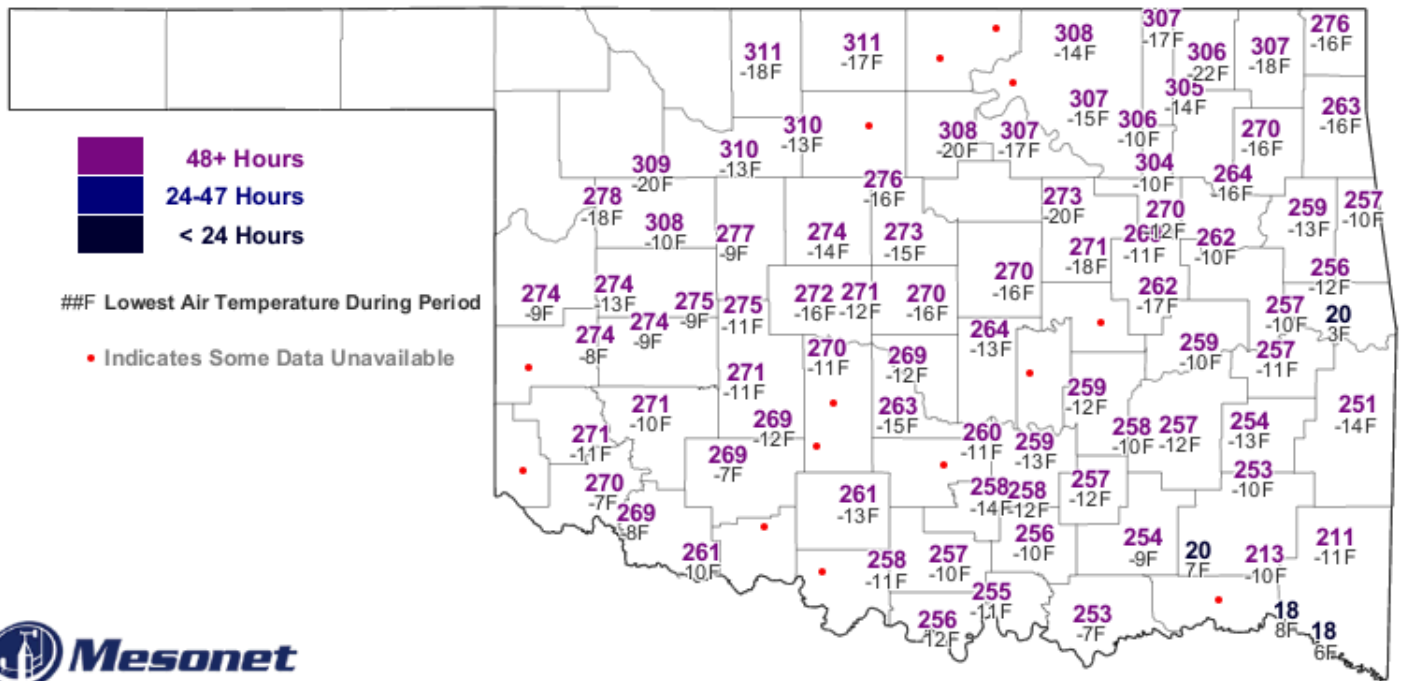 307
308
276
-17F
311
311
-14F
306
307
-16F
-18F
-17F
-22F
-18F
305
307
-14F
263
-15F
306
-16F
310
308
307
270
-10F
-13F
-20F
-17F
-16F
310
304
48+ Hours
309
-13F
-10F
264
-20F
276
-16F
24-47 Hours
278
-16F
273
257
-18F
-20F
270
259
-10F
308
-12F
-13F
< 24 Hours
-10F
277
274
273
262
-9F
-14F
-15F
271
-11F
-10F
-18F
256
270
-12F
274
274
272
271
270
-16F
262
##F Lowest Air Temperature During Period
-9F
-13F
275
275
-16F
-12F
-16F
-17F
257
20
-9F
-11F
-10F
3F
274
264
274
-9F
-13F
259
-8F
270
-10F
257
Indicates Some Data Unavailable
-11F
269
-11F
271
-12F
-11F
259
271
263
-12F
251
-10F
269
-15F
258
257
254
-14F
271
-12F
260
259
-10F
-12F
-13F
-11F
269
-11F
-13F
253
-7F
257
-10F
270
261
258
258
-12F
-7F
-13F
-14F
-12F
269
-8F
256
254
211
261
258
257
-10F
-9F
20
213
-11F
10F
-11F
-10F
7F
-10F
255
-11F
256
253
18
18
12F
-7F
8F
6F
Mesonet